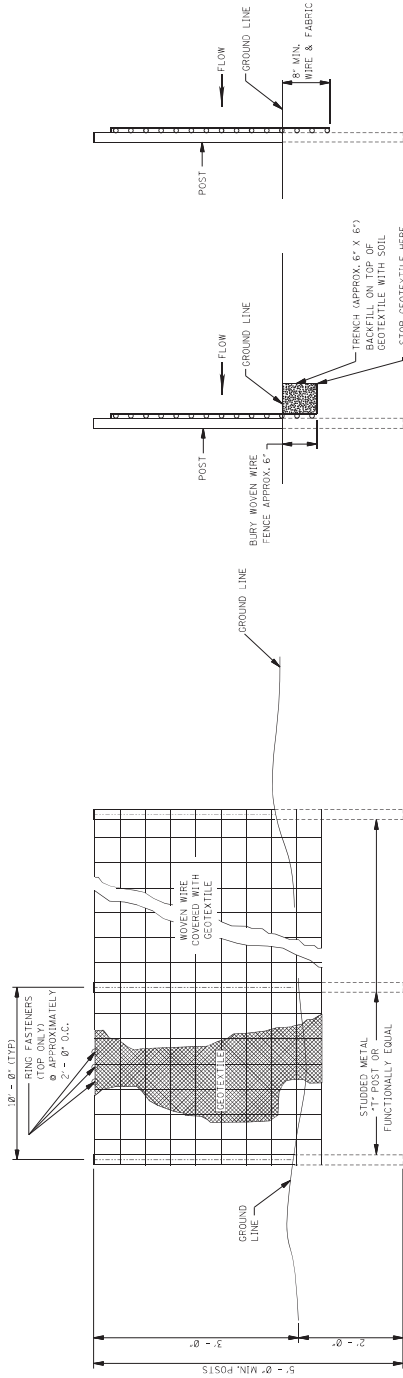 10' - 0" (TYP)
RING FASTENERS
(TOP ONLY)
@ APPROXIMATELY
2' - 0" O.C.
WOVEN WIRE
COVERED WITH
GEOTEXTILE
GEOTEXTILE
GROUND LINE
GROUND
LINE
STUDDED METAL
"T" POST OR
FUNCTIONALLY EQUAL
3' - 0"
2' - 0"
5' - 0" MIN. POSTS
POST
FLOW
GROUND LINE
BURY WOVEN WIRE
FENCE APPROX. 6"
TRENCH (APPROX. 6" X 6")
BACKFILL ON TOP OF
GEOTEXTILE WITH SOIL
STOP GEOTEXTILE HERE
POST
FLOW
GROUND LINE
8" MIN.
WIRE & FABRIC